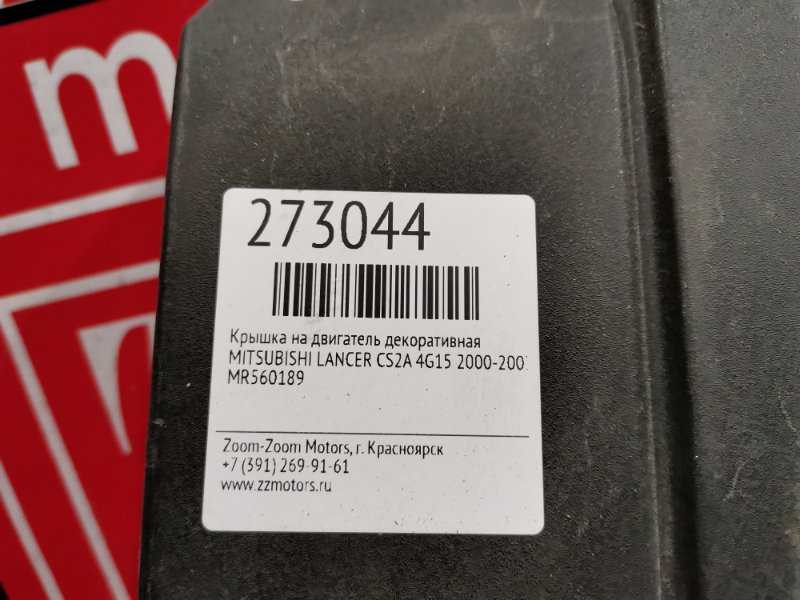 m
273044
Крышка на двигатель декоративная
MITSUBISHI LANCER CS2A 4G15 2000-200
MR560189
Zoom-Zoom Motors, г. Красноярск
+7 (391) 269-91-61
www.zzmotors.ru